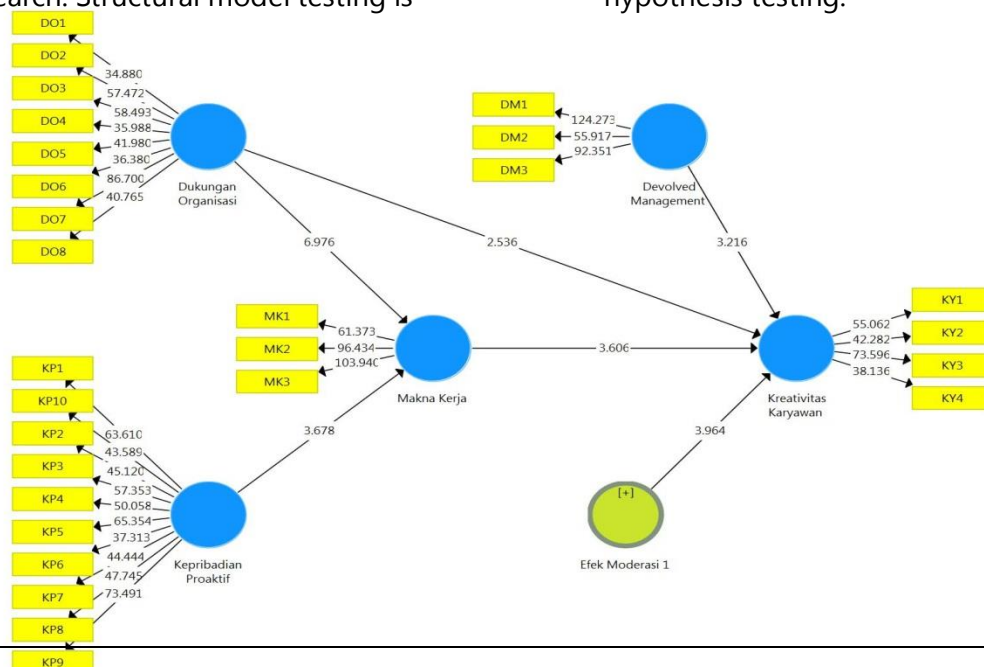 earch. Structural model testing is
hypothesis testing.
DO1
DO2
DO3
DO4
DO5
DO6
DO7
DO8
34.880
57.472
58.493
35.988
41.980
36.380
86.700
40.765
Dukungan
Organisasi
DM1
DM2
DM3
124.273
55.917
92.351
Devolved
Management
6.976
2.536
3.216
MK1
MK2
MK3
61.373
96.434
103.940
Makna Kerja
3.606
KY1
KY2
KY3
KY4
55.062
42.282
73.596
38.136
Kreativitas
Karyawan
KP1
KP10
KP2
KP3
KP4
KP5
KP6
KP7
KP8
KP9
63.610
43.589
45.120
57.353
50.058
65.354
37.313
44.444
47.745
73.491
Kepribadian
Proaktif
3.678
3.964
[+]
Efek Moderasi 1